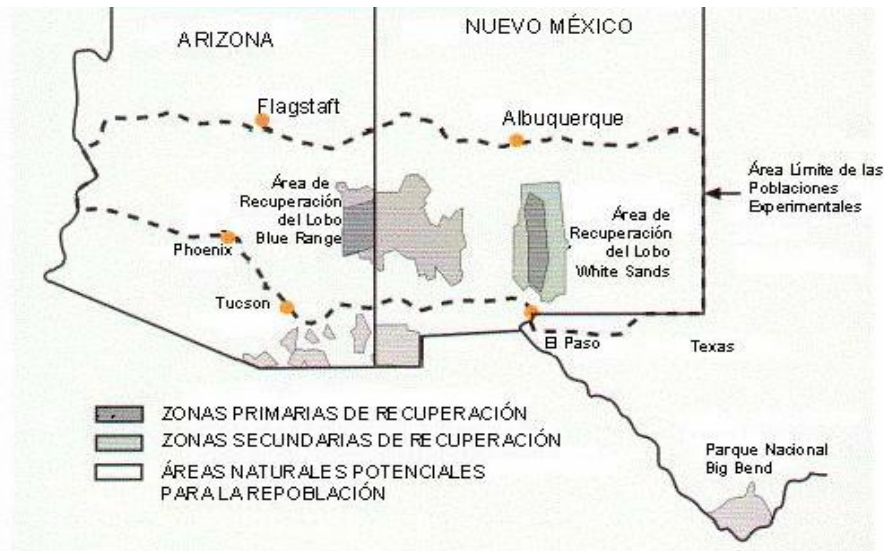 ARIZONA
NUEVO MÉXICO
Flagstaft
Albuquerque
Área Límite de las
Poblaciones
Experimentales
Área de
Recuperación
del Lobo
Blue Range
Área de
Recuperación
del Lobo
White Sands
Phoenix
Tucson
El Paso
Texas
ZONAS PRIMARIAS DE RECUPERACIÓN
ZONAS SECUNDARIAS DE RECUPERACIÓN
ÁREAS NATURALES POTENCIALES
PARA LA REPOBLACIÓN
Parque Nacional
Big Bend